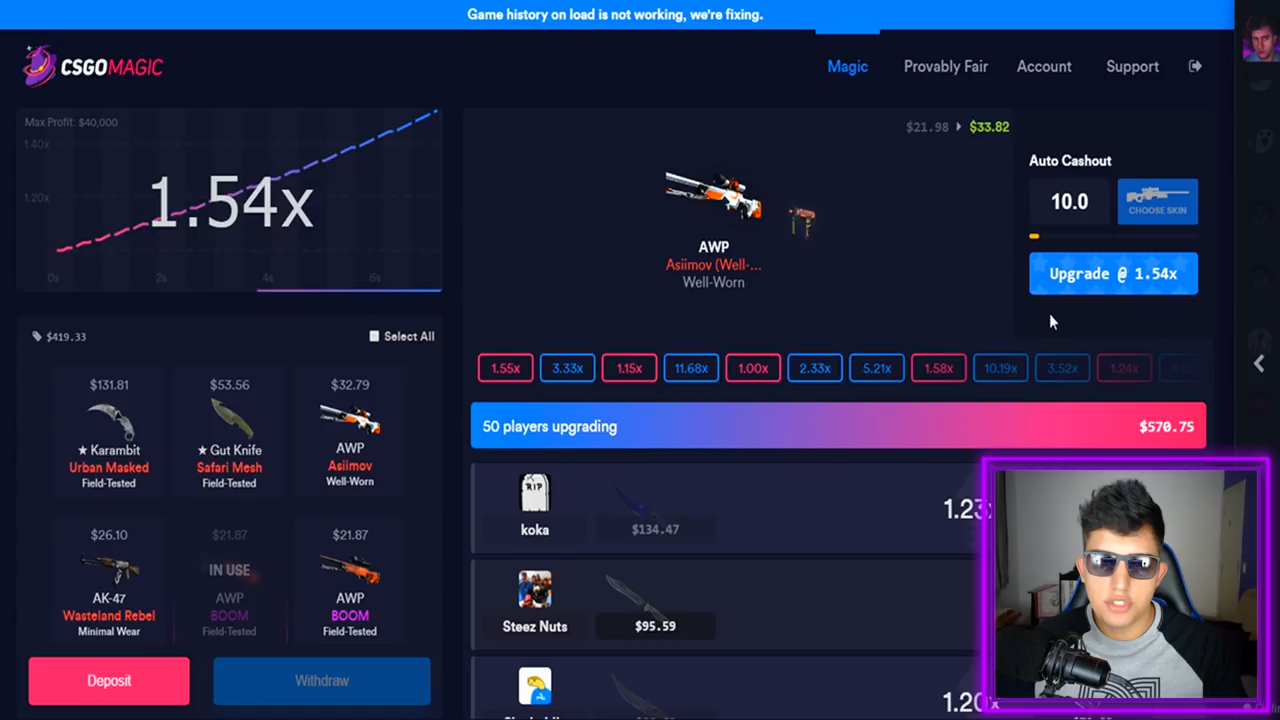 Game history on load is not working, we're fixing.
CSGOMAGIC
Magic
Provably Fair
Account
Support
Max Profit: $40,000
1.40x
1.20x
1.54x
0s 2s 4s 6s
$21.98 $33.82
AWP
Asiimov (Well-...
Well-Worn
Auto Cashout
10.0
CHOOSE SKIN
Upgrade @ 1.54x
1.55x 3.33x 1.15x 11.68x 1.00x 2.33x 5.21x 1.58x 10.19x 3.52x 1.24x
50 players upgrading $570.75
$419.33
Select All
$131.81
★ Karambit
Urban Masked
Field-Tested
$53.56
★ Gut Knife
Safari Mesh
Field-Tested
$32.79
AWP
Asiimov
Well-Worn
$26.10
AK-47
Wasteland Rebel
Minimal Wear
$21.87
IN USE
AWP
BOOM
Field-Tested
$21.87
AWP
BOOM
Field-Tested
Deposit
Withdraw
RIP
koka
$134.47
1.23
Steez Nuts
$95.59
1.20x